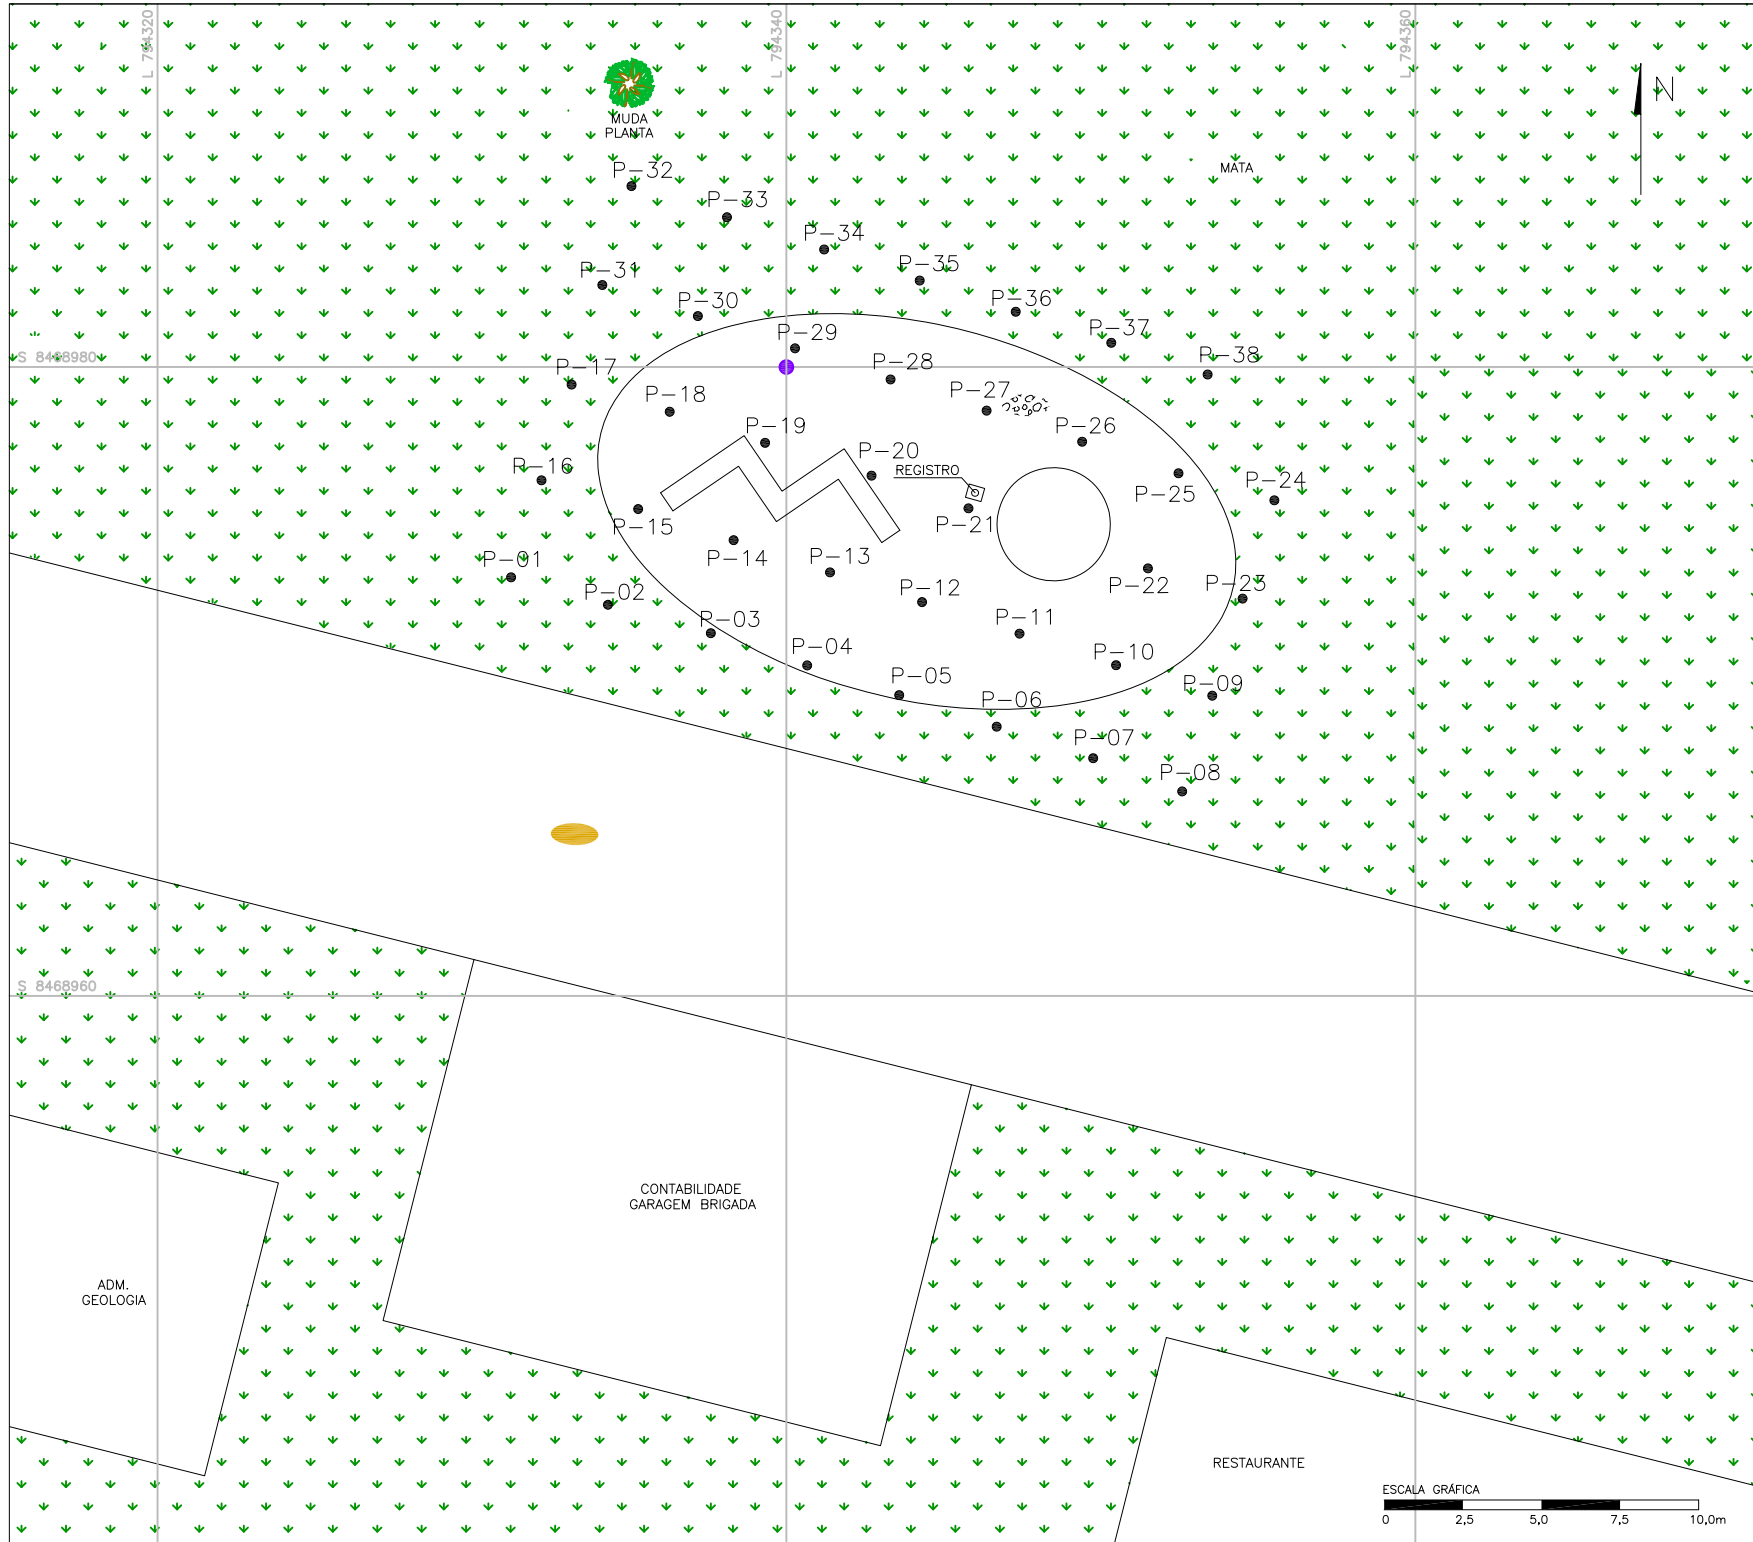 L 794320
L 794340
L 794360
N
MUDA
PLANTA
MATA
P-32
P-33
P-34
P-35
P-31
P-30
P-36
P-29
P-37
S 8468980
P-17
P-28
P-38
P-18
P-27
P-19
P-26
P-16
P-20
REGISTRO
P-25
P-24
P-15
P-21
P-14
P-13
P-01
P-02
P-12
P-22
P-23
P-03
P-11
P-04
P-10
P-05
P-09
P-06
P-07
P-08
S 8468960
CONTABILIDADE
GARAGEM BRIGADA
ADM.
GEOLOGIA
RESTAURANTE
ESCALA GRÁFICA
0 2,5 5,0 7,5 10,0m